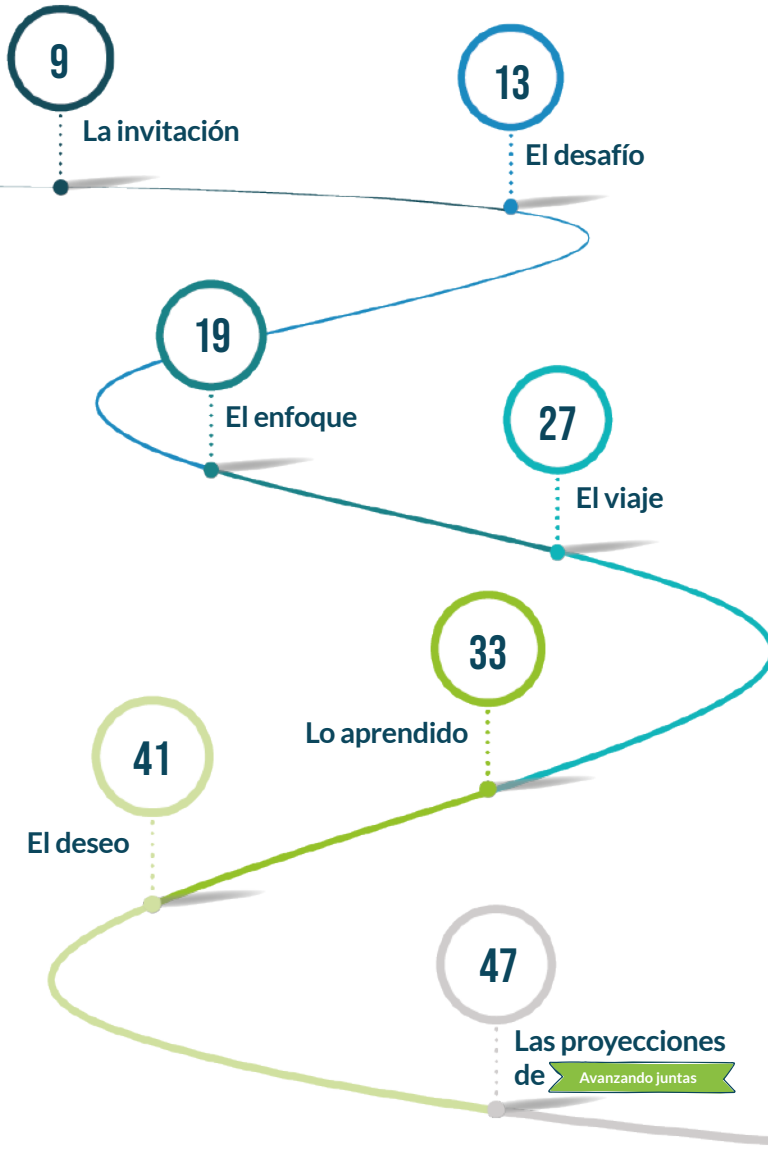 9
La invitación
13
El desafío
19
El enfoque
27
El viaje
33
Lo aprendido
41
El deseo
47
Las proyecciones
de Avanzando juntas